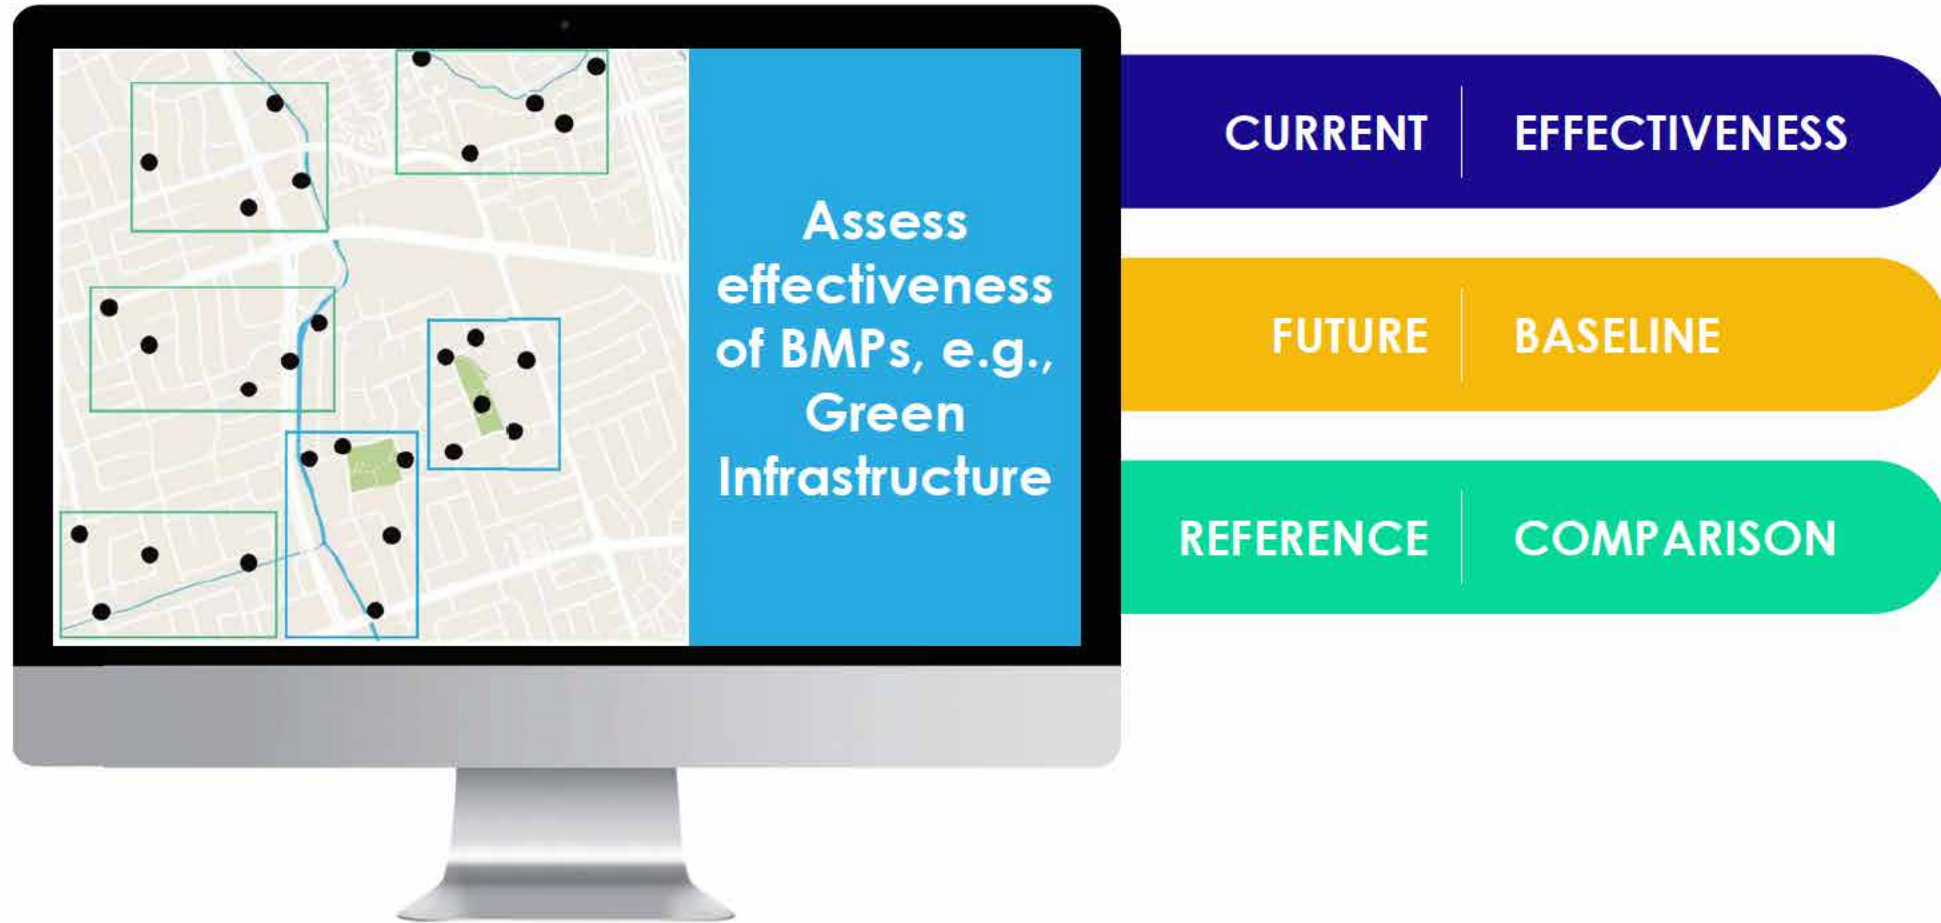 Assess
effectiveness
of BMPs, e.g.,
Green
Infrastructure
CURRENT EFFECTIVENESS
FUTURE BASELINE
REFERENCE COMPARISON